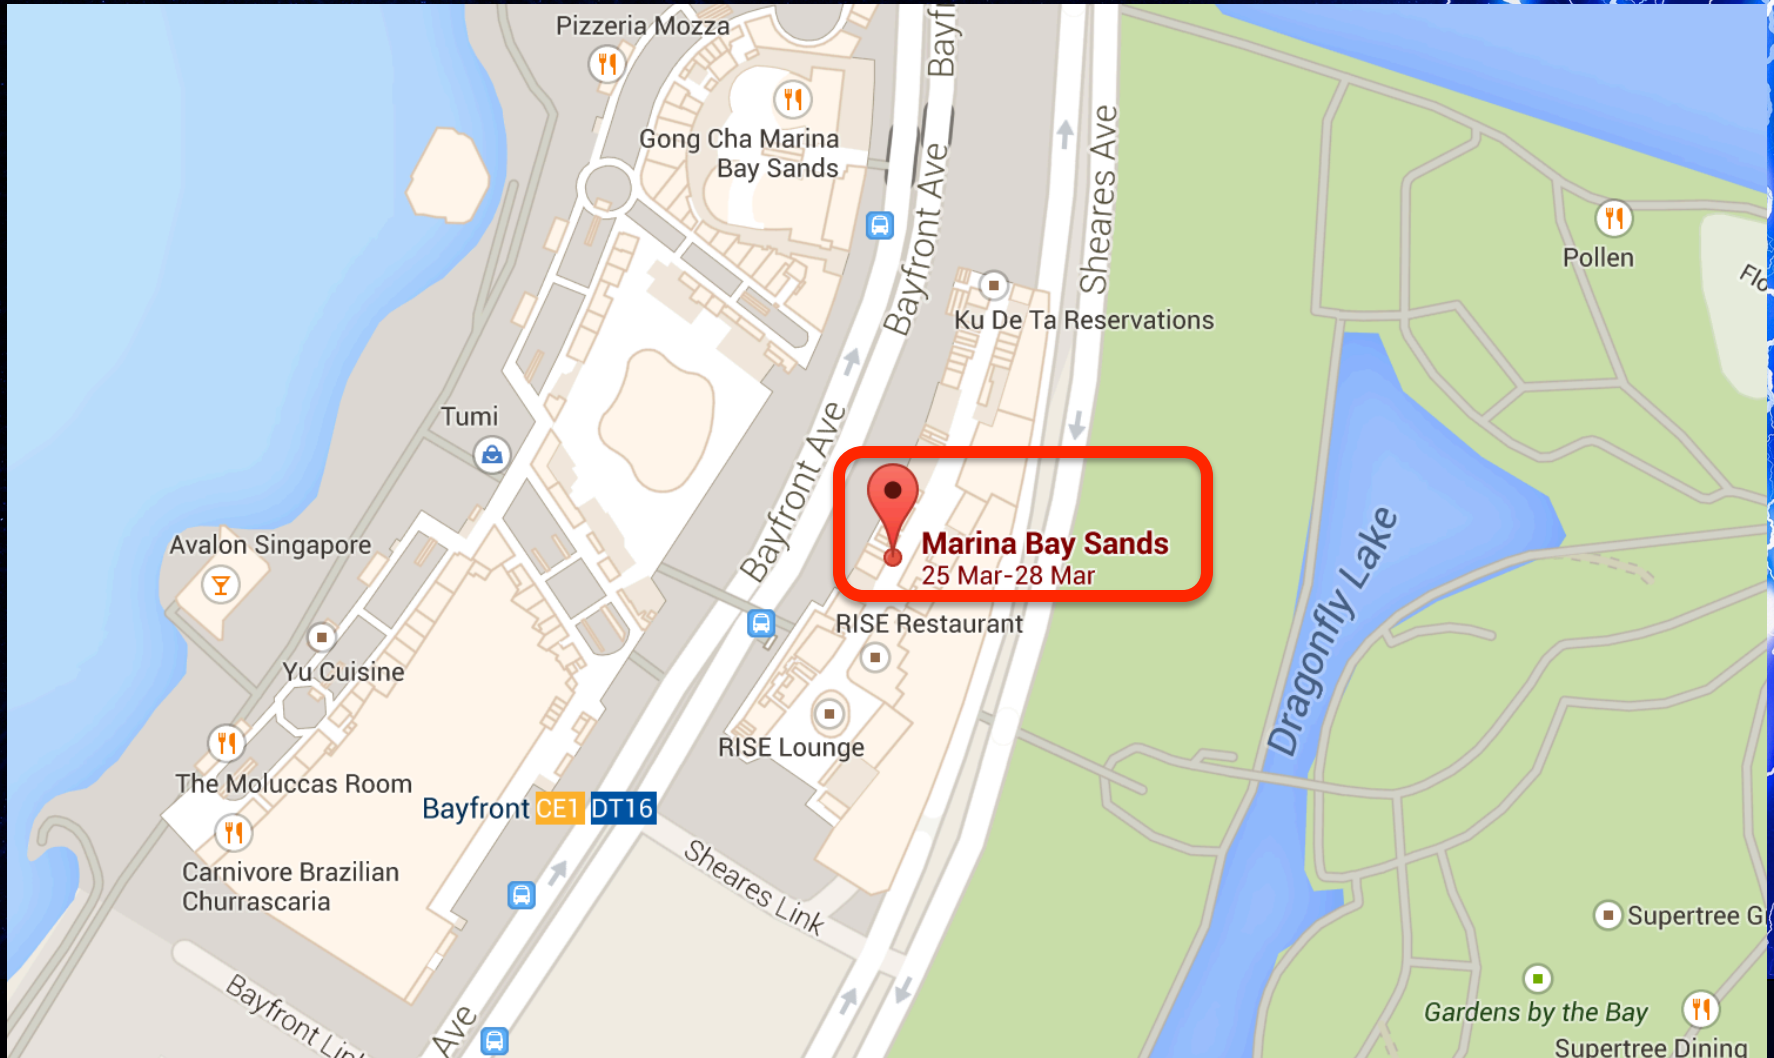 Pizzeria Mozza
Bayf
Gong Cha Marina
Bay Sands
Bayfront Ave
Sheares Ave
Pollen
Ku De Ta Reservations
Tumi
Bayfront Ave
Marina Bay Sands
25 Mar-28 Mar
Avalon Singapore
RISE Restaurant
Dragonfly Lake
Yu Cuisine
RISE Lounge
The Moluccas Room
Bayfront CE1 DT16
Carnivore Brazilian
Churrascaria
Sheares Link
Supertree G
Bayfront Lin
Ave
Gardens by the Bay
Supertree Dining